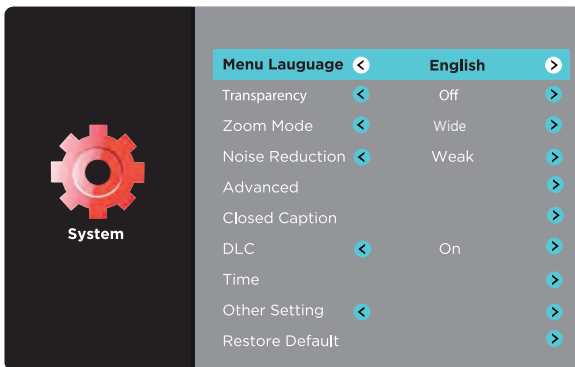 System
Menu Lauguage English
Transparency Off
Zoom Mode Wide
Noise Reduction Weak
Advanced
Closed Caption
DLC On
Time
Other Setting
Restore Default